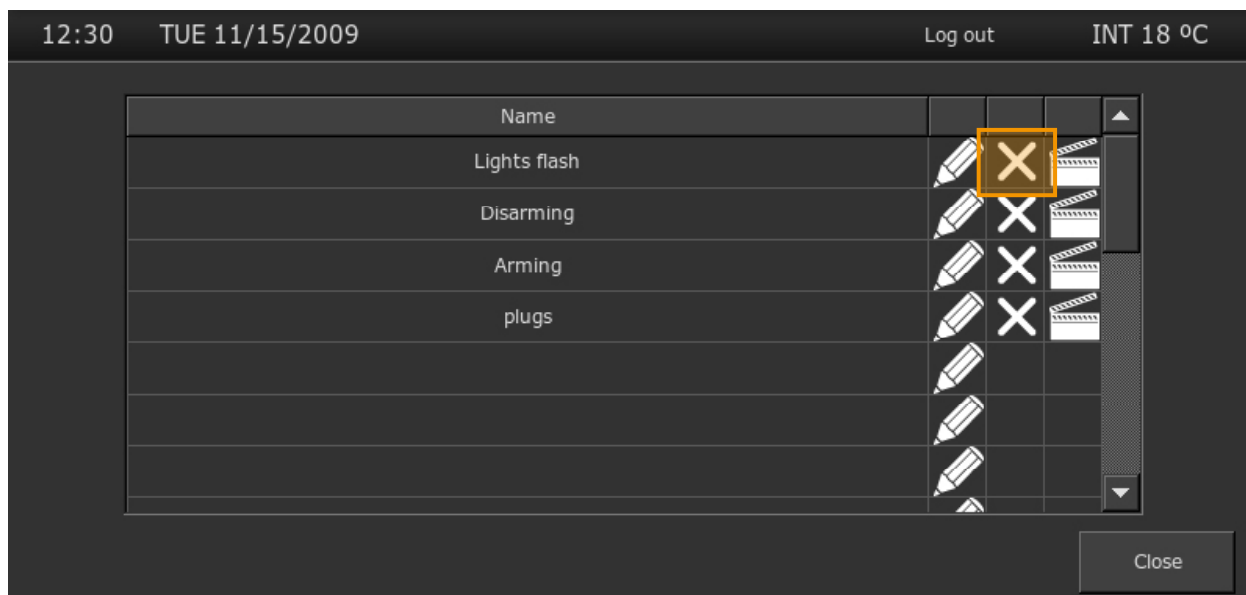 12:30 TUE 11/15/2009 Log out INT 18 ºC
Name
Lights flash
Disarming
Arming
plugs
Close